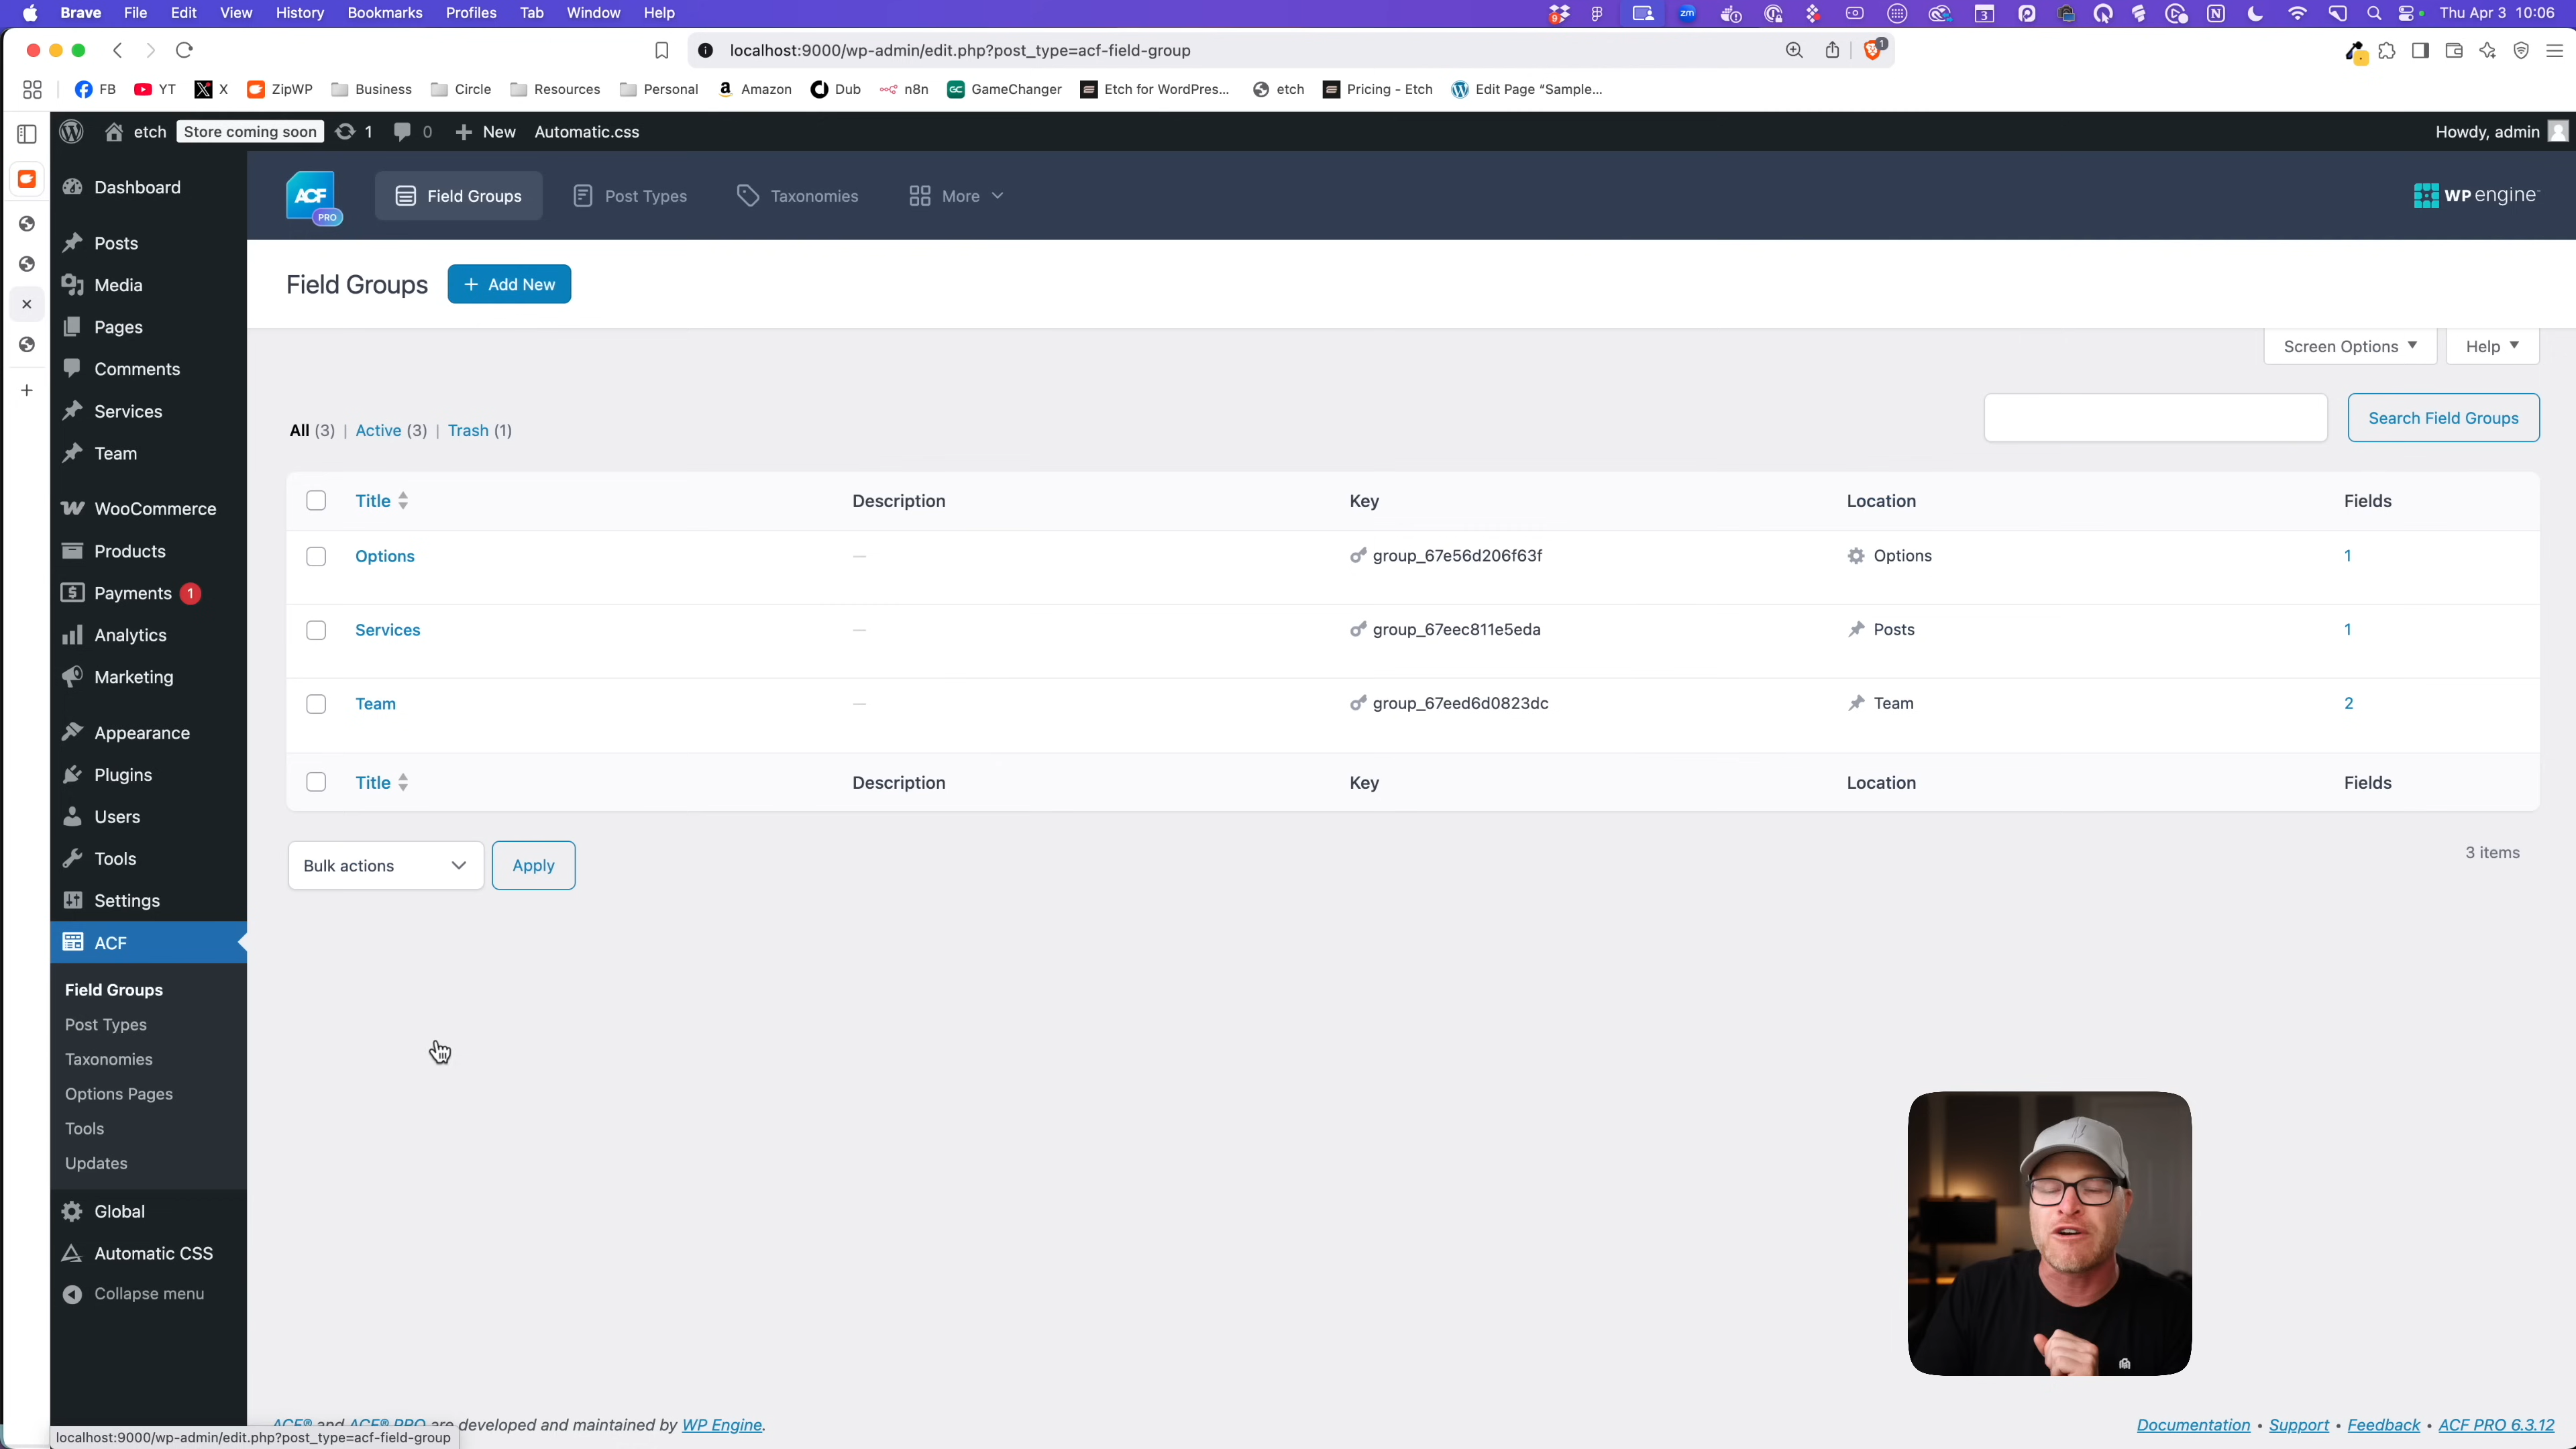 Brave File Edit View History Bookmarks Profiles Tab Window Help
9 zm 3 Thu Apr 3 10:06
localhost:9000/wp-admin/edit.php?post_type=acf-field-group
1
FB YT X ZipWP Business Circle Resources Personal Amazon Dub n8n GameChanger Etch for WordPres... etch Pricing - Etch Edit Page “Sample...
etch Store coming soon 1 0 New Automatic.css
Howdy, admin
Dashboard
Posts
Media
Pages
Comments
Services
Team
WooCommerce
Products
Payments 1
Analytics
Marketing
Appearance
Plugins
Users
Tools
Settings
ACF
Field Groups
Post Types
Taxonomies
Options Pages
Tools
Updates
Global
Automatic CSS
Collapse menu
ACF PRO Field Groups Post Types Taxonomies More
WP engine
Field Groups + Add New
Screen Options Help
All (3) | Active (3) | Trash (1)
Search Field Groups
Title Description Key Location Fields
Options — group_67e56d206f63f Options 1
Services — group_67eec811e5eda Posts 1
Team — group_67eed6d0823dc Team 2
Title Description Key Location Fields
Bulk actions Apply
3 items
ACF® and ACF® PRO are developed and maintained by WP Engine.
Documentation • Support • Feedback • ACF PRO 6.3.12
localhost:9000/wp-admin/edit.php?post_type=acf-field-group